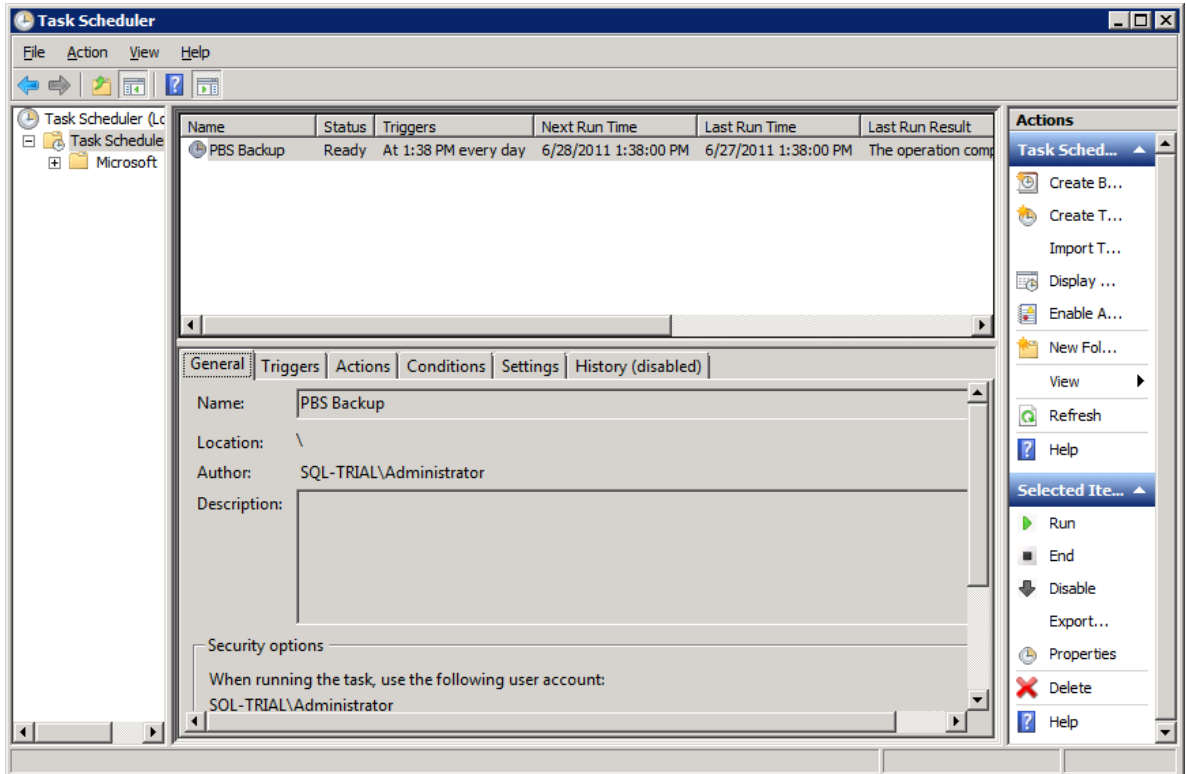 Task Scheduler
File Action View Help
Task Scheduler (Lc
Task Schedule
Microsoft
Name Status Triggers Next Run Time Last Run Time Last Run Result
PBS Backup Ready At 1:38 PM every day 6/28/2011 1:38:00 PM 6/27/2011 1:38:00 PM The operation comp
General Triggers Actions Conditions Settings History (disabled)
Name: PBS Backup
Location: \
Author: SQL-TRIAL\Administrator
Description:
Security options
When running the task, use the following user account:
SQL-TRIAL\Administrator
Actions
Task Sched...
Create B...
Create T...
Import T...
Display ...
Enable A...
New Fol...
View
Refresh
Help
Selected Ite...
Run
End
Disable
Export...
Properties
Delete
Help